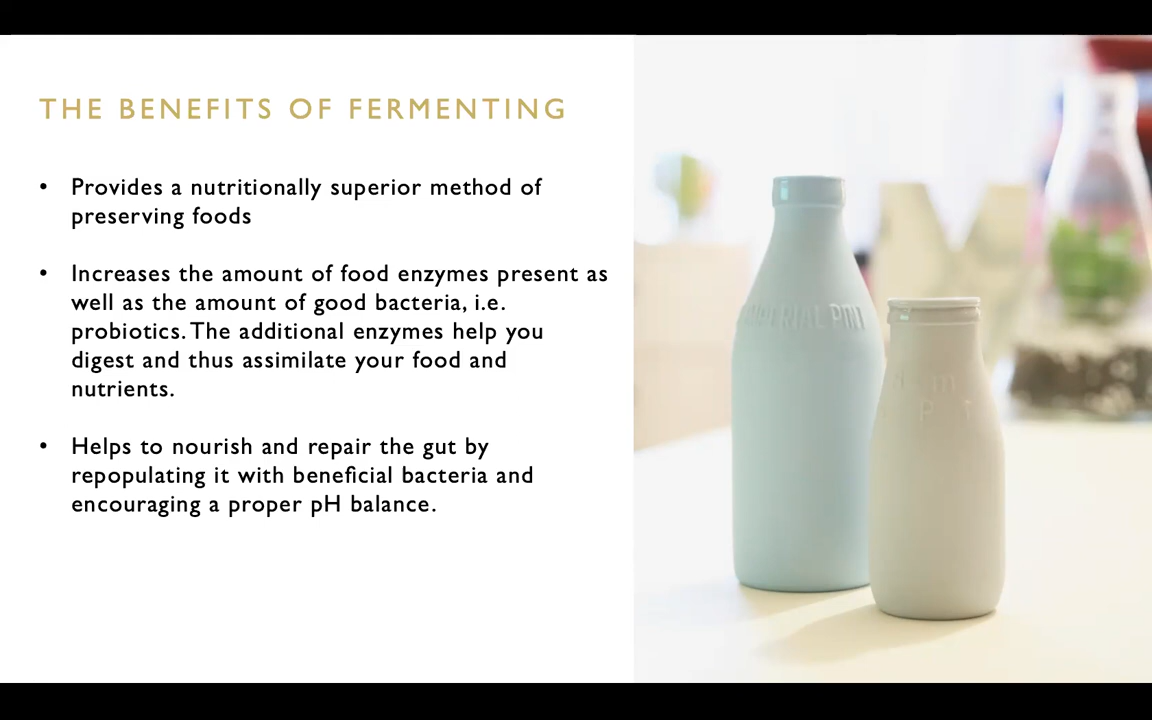 THE BENEFITS OF FERMENTING
• Provides a nutritionally superior method of
preserving foods
• Increases the amount of food enzymes present as
well as the amount of good bacteria, i.e.
probiotics. The additional enzymes help you
digest and thus assimilate your food and
nutrients.
• Helps to nourish and repair the gut by
repopulating it with beneficial bacteria and
encouraging a proper pH balance.